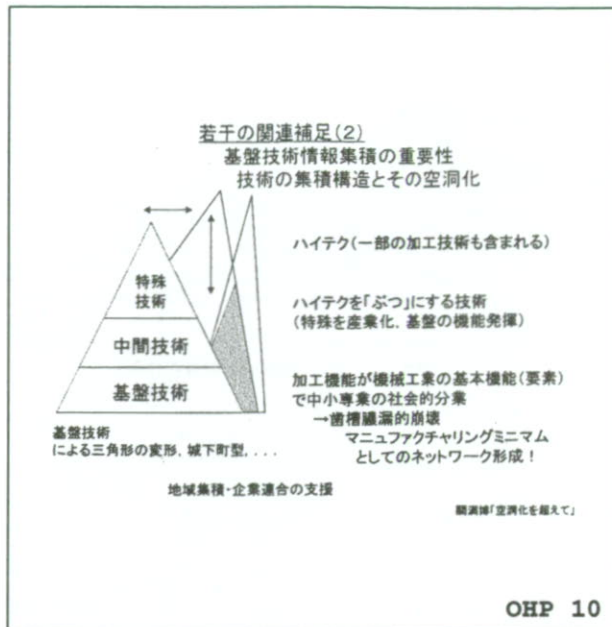 若干の関連補足(2)
基盤技術情報集積の重要性
技術の集積構造とその空洞化
特殊
技術
中間技術
基盤技術
ハイテク(一部の加工技術も含まれる)
ハイテクを「ぶつ」にする技術
(特殊を産業化、基盤の機能発揮)
加工機能が機械工業の基本機能(要素)
で中小専業の社会的分業
→歯槽膿漏的崩壊
マニュファクチャリングミニマム
としてのネットワーク形成!
基盤技術
による三角形の変形、城下町型、...
地域集積・企業連合の支援
関満博「空洞化を超えて」
OHP 10